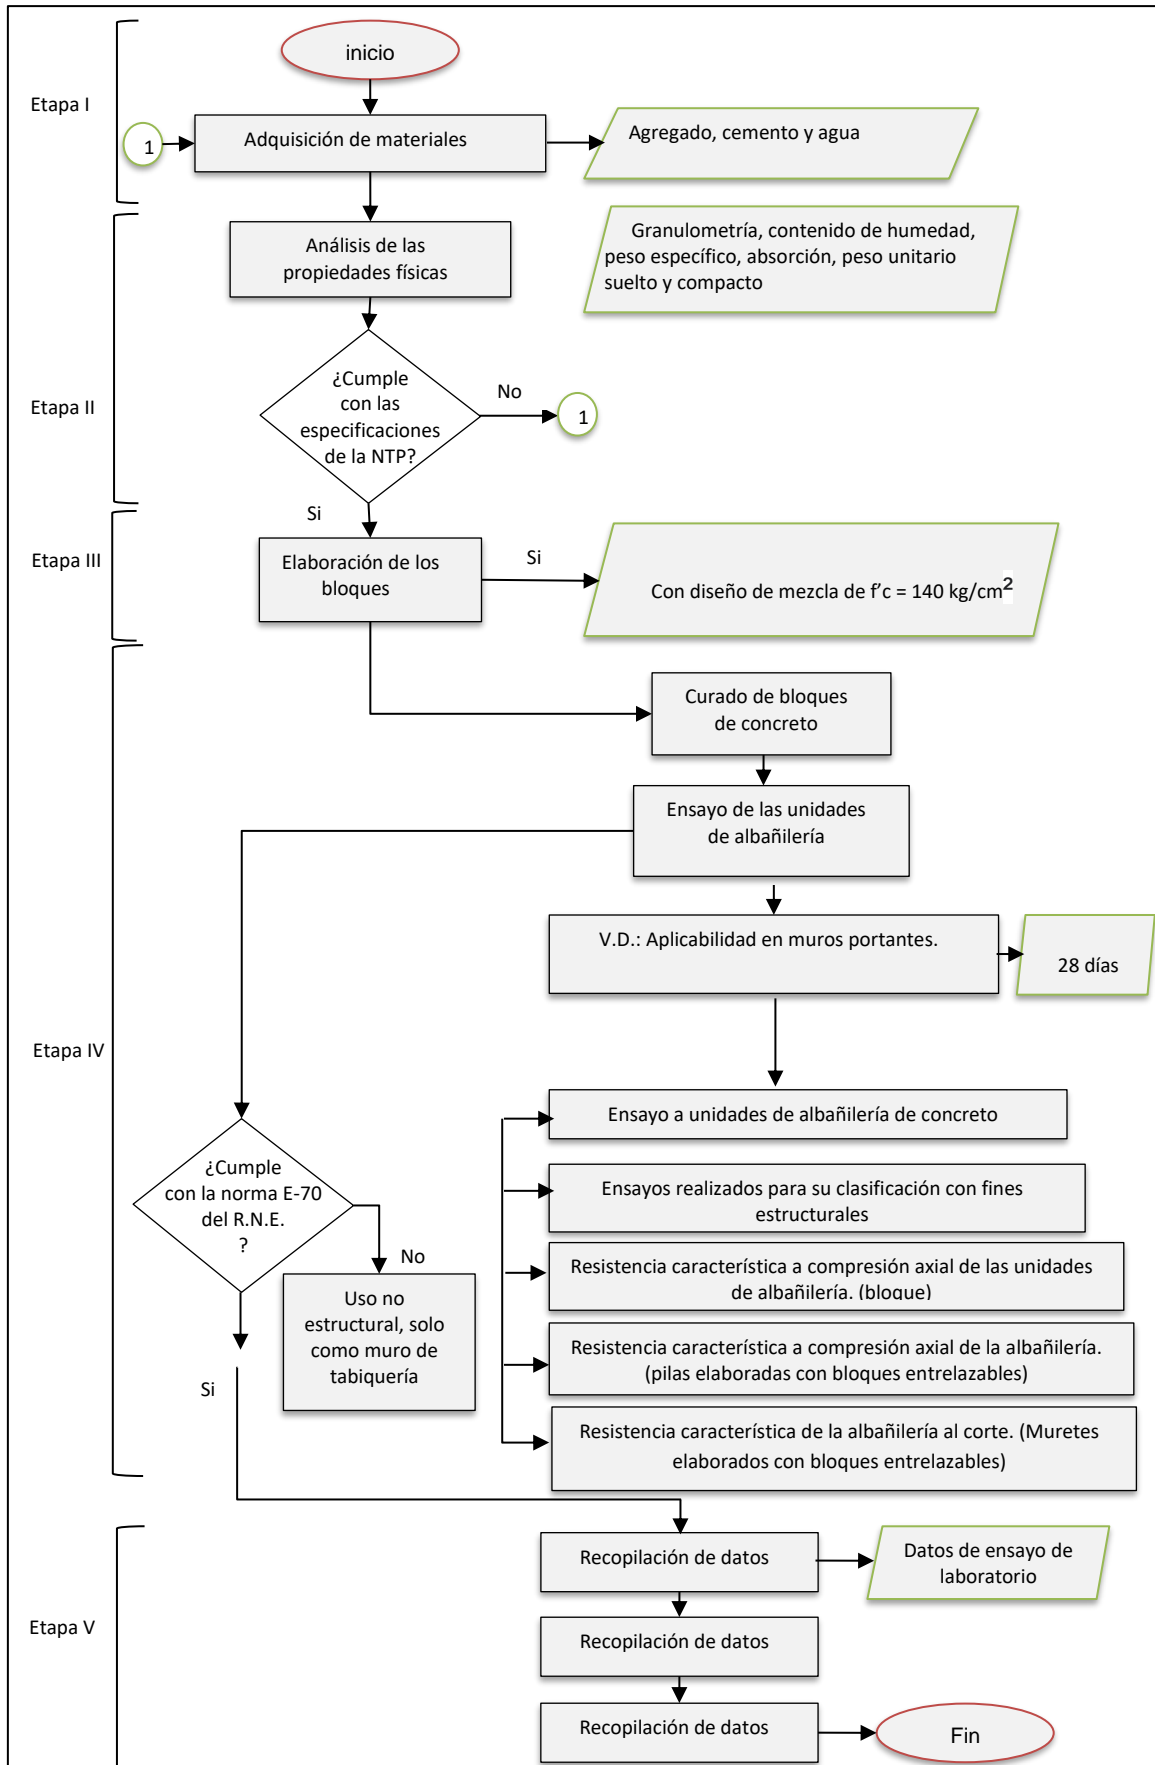 inicio
Etapa I
1
Adquisición de materiales
Agregado, cemento y agua
Análisis de las
propiedades físicas
Granulometría, contenido de humedad,
peso específico, absorción, peso unitario
suelto y compacto
Etapa II
¿Cumple
con las
especificaciones
de la NTP?
No
1
Si
Etapa III
Elaboración de los
bloques
Si
Con diseño de mezcla de f’c = 140 kg/cm²
Curado de bloques
de concreto
Ensayo de las unidades
de albañilería
V.D.: Aplicabilidad en muros portantes.
28 días
Etapa IV
¿Cumple
con la norma E-70
del R.N.E.
?
No
Uso no
estructural, solo
como muro de
tabiquería
Si
Ensayo a unidades de albañilería de concreto
Ensayos realizados para su clasificación con fines
estructurales
Resistencia característica a compresión axial de las unidades
de albañilería. (bloque)
Resistencia característica a compresión axial de la albañilería.
(pilas elaboradas con bloques entrelazables)
Resistencia característica de la albañilería al corte. (Muretes
elaborados con bloques entrelazables)
Etapa V
Recopilación de datos
Datos de ensayo de
laboratorio
Recopilación de datos
Recopilación de datos
Fin